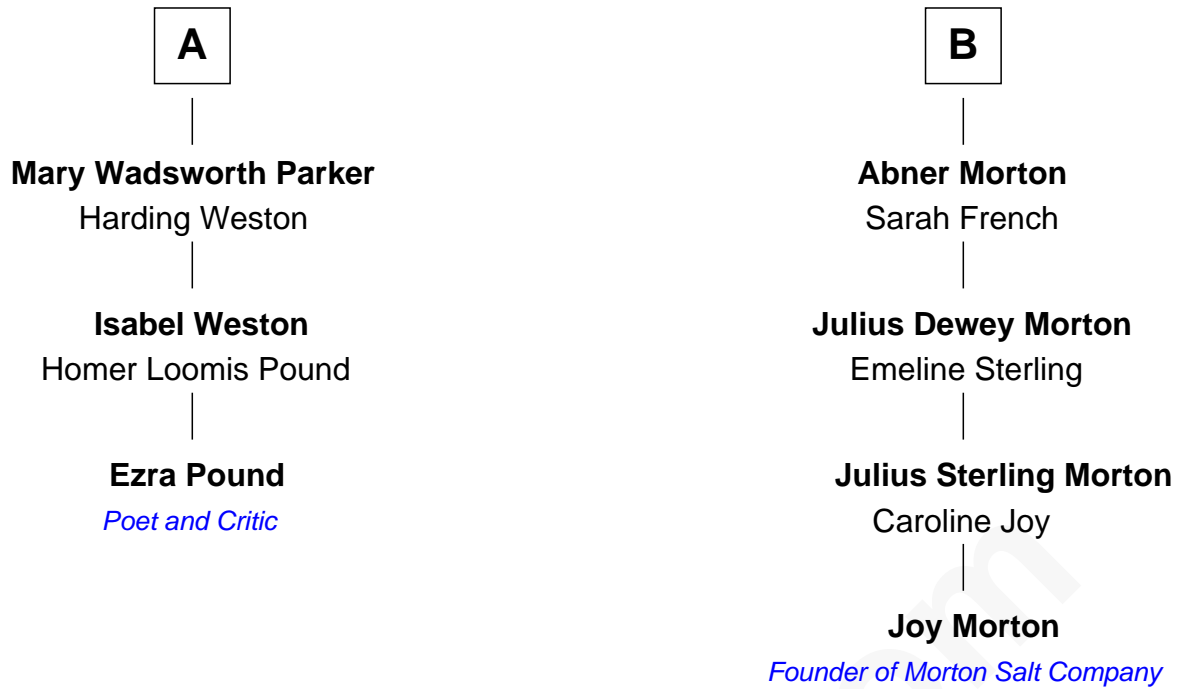 A
Mary Wadsworth Parker
Harding Weston
Isabel Weston
Homer Loomis Pound
Ezra Pound
Poet and Critic
B
Abner Morton
Sarah French
Julius Dewey Morton
Emeline Sterling
Julius Sterling Morton
Caroline Joy
Joy Morton
Founder of Morton Salt Company